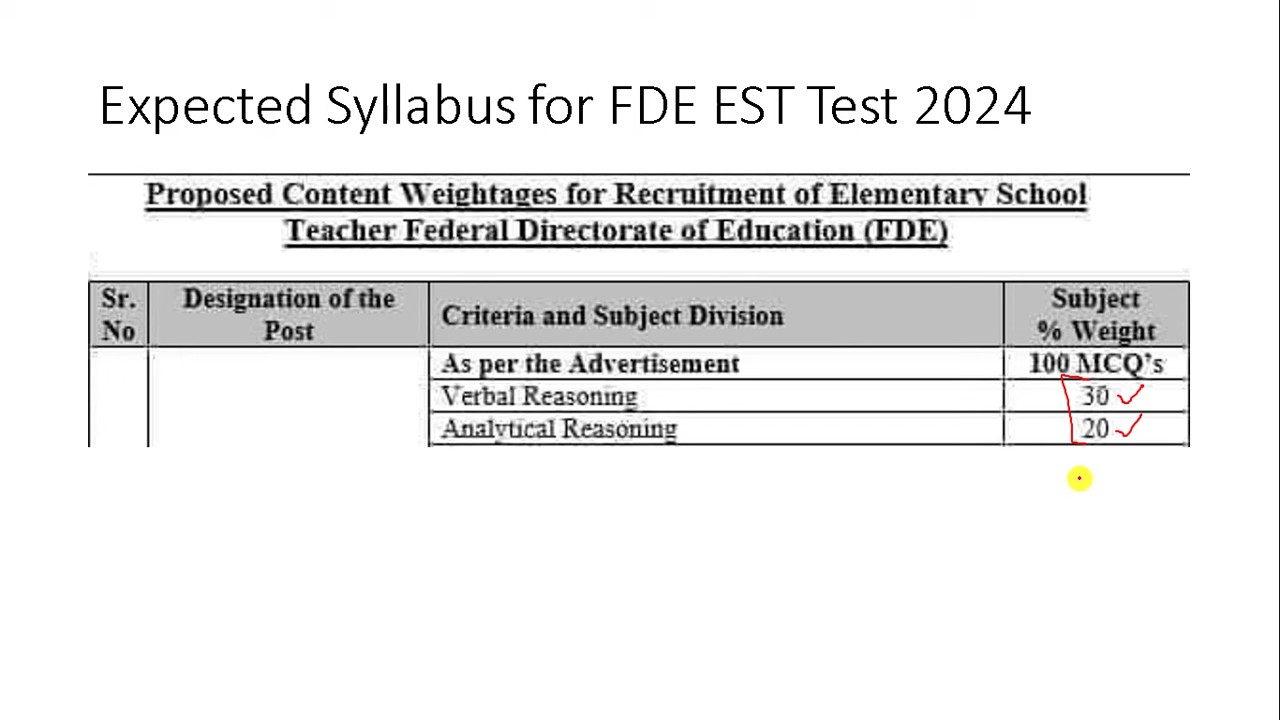 Expected Syllabus for FDE EST Test 2024
Proposed Content Weightages for Recruitment of Elementary School
Teacher Federal Directorate of Education (FDE)
Sr. No
Designation of the Post
Criteria and Subject Division
Subject % Weight
As per the Advertisement 100 MCQ's
Verbal Reasoning 30
Analytical Reasoning 20